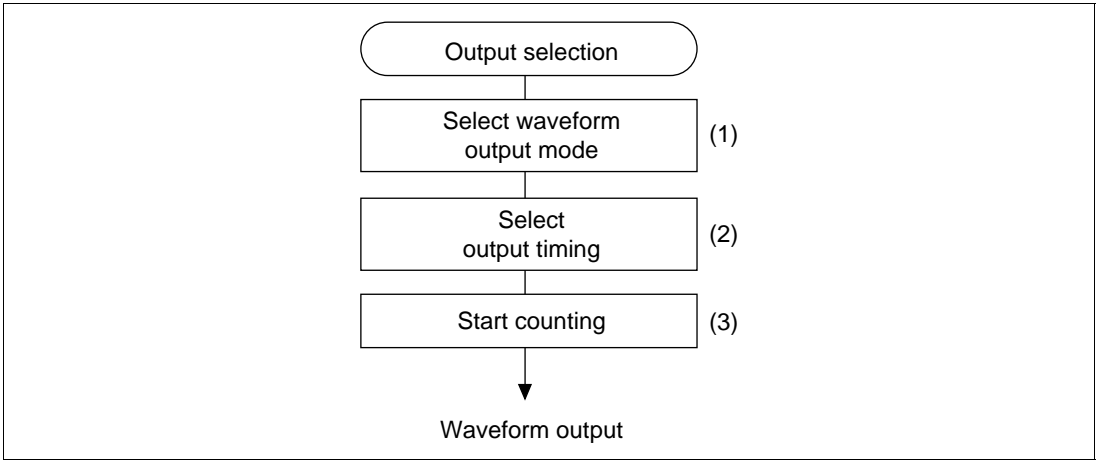 Output selection
Select waveform
output mode
(1)
Select
output timing
(2)
Start counting
(3)
Waveform output